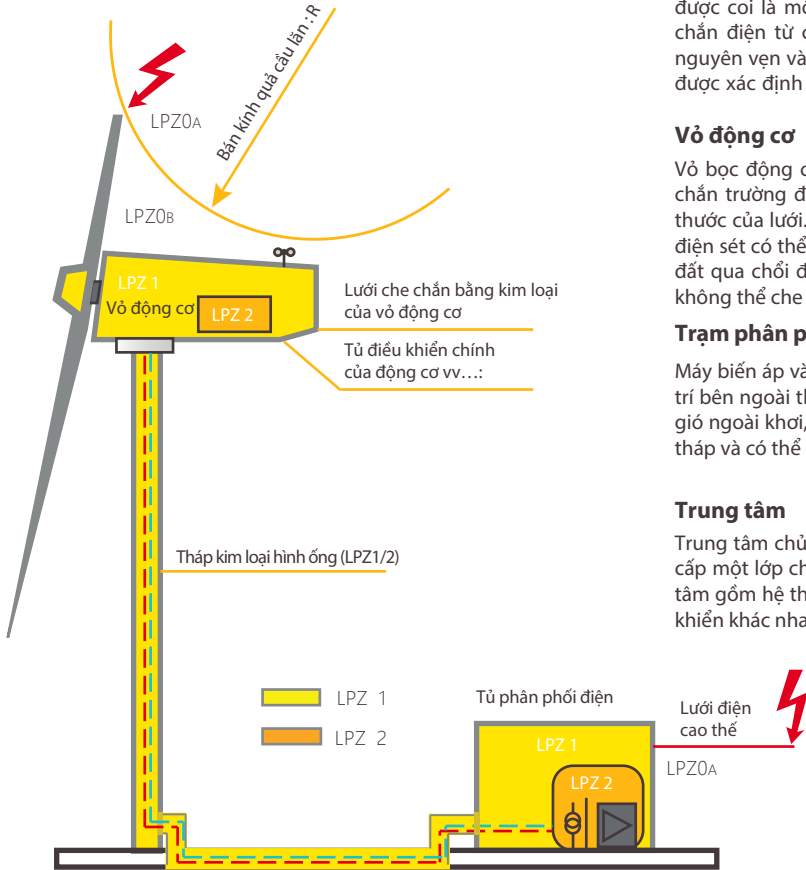 Bán kính quả cầu lăn : R
LPZ0A
LPZ0B
LPZ 1
Vỏ động cơ
LPZ 2
Lưới che chắn bằng kim loại
của vỏ động cơ
Tủ điều khiển chính
của động cơ vv…:
Tháp kim loại hình ống (LPZ1/2)
LPZ 1
LPZ 2
Tủ phân phối điện
LPZ 1
LPZ 2
Lưới điện
cao thế
LPZ0A
được coi là
chắn điện từ
nguyên vẹn và
được xác định
Vỏ động cơ
Vỏ bọc động
chắn trường
thước của lưới.
điện sét có thể
đất qua chổi
không thể che
Trạm phân
Máy biến áp và
trí bên ngoài
gió ngoài khơi,
tháp và có thể
Trung tâm
Trung tâm
cấp một lớp
tâm gồm hệ
khiển khác